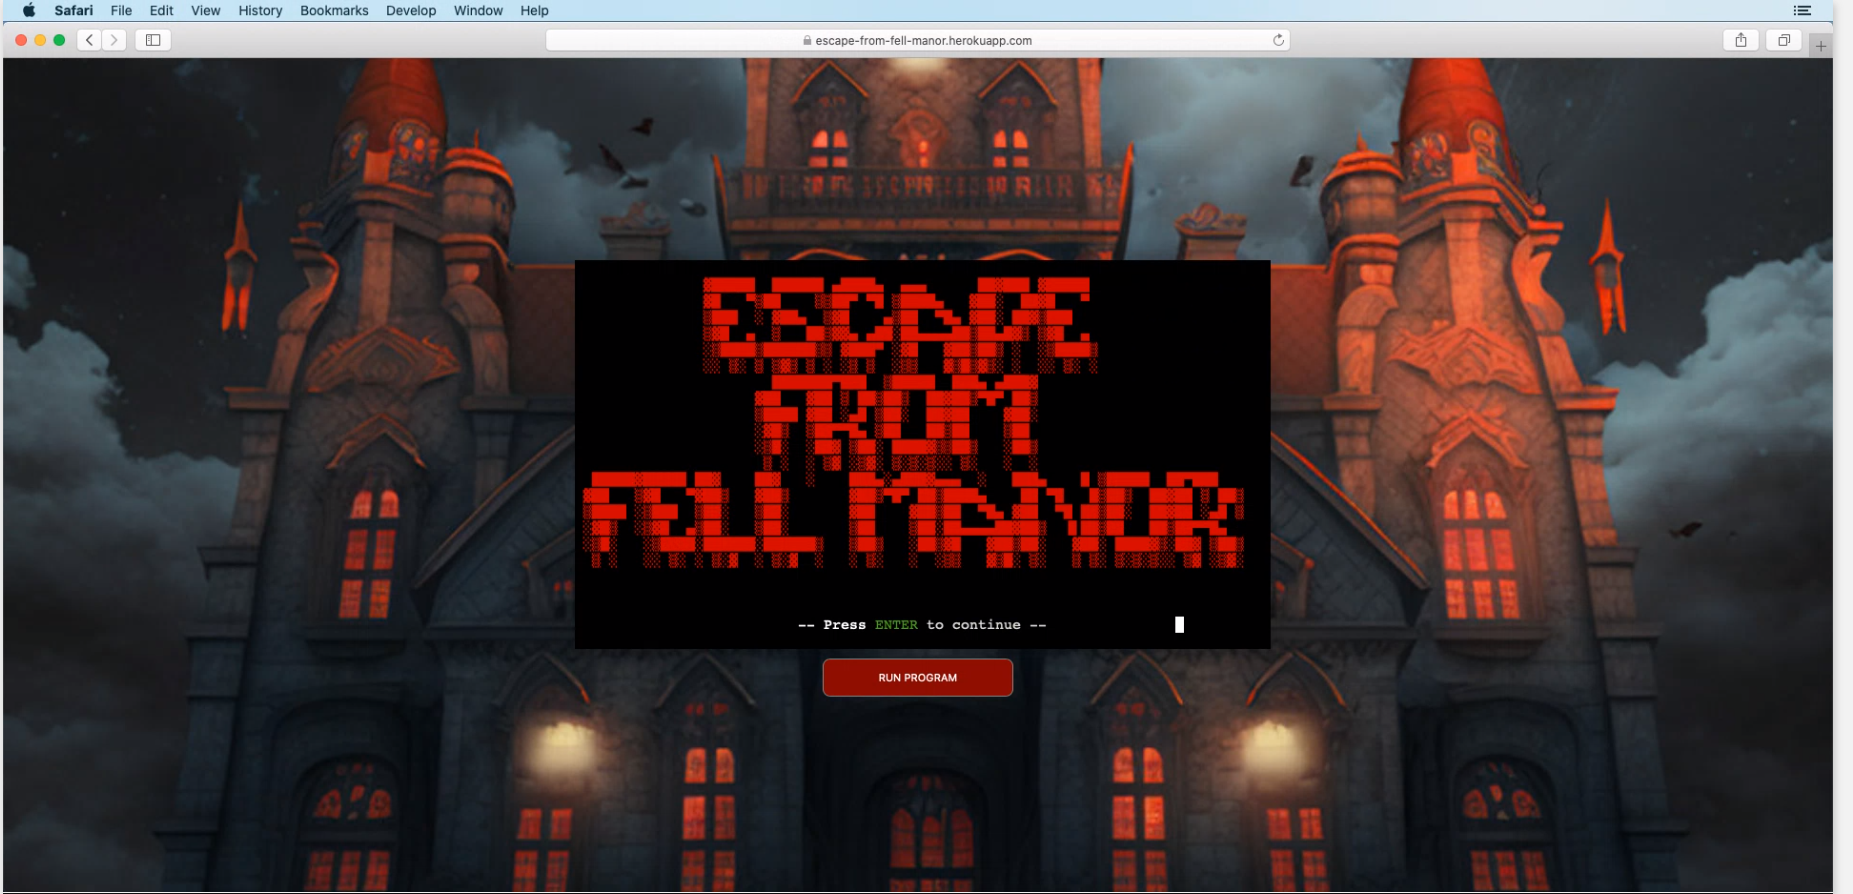 Safari File Edit View History Bookmarks Develop Window Help
escape-from-fell-manor.herokuapp.com
ESCAPE
FROM
FELL MANOR
-- Press ENTER to continue --
RUN PROGRAM